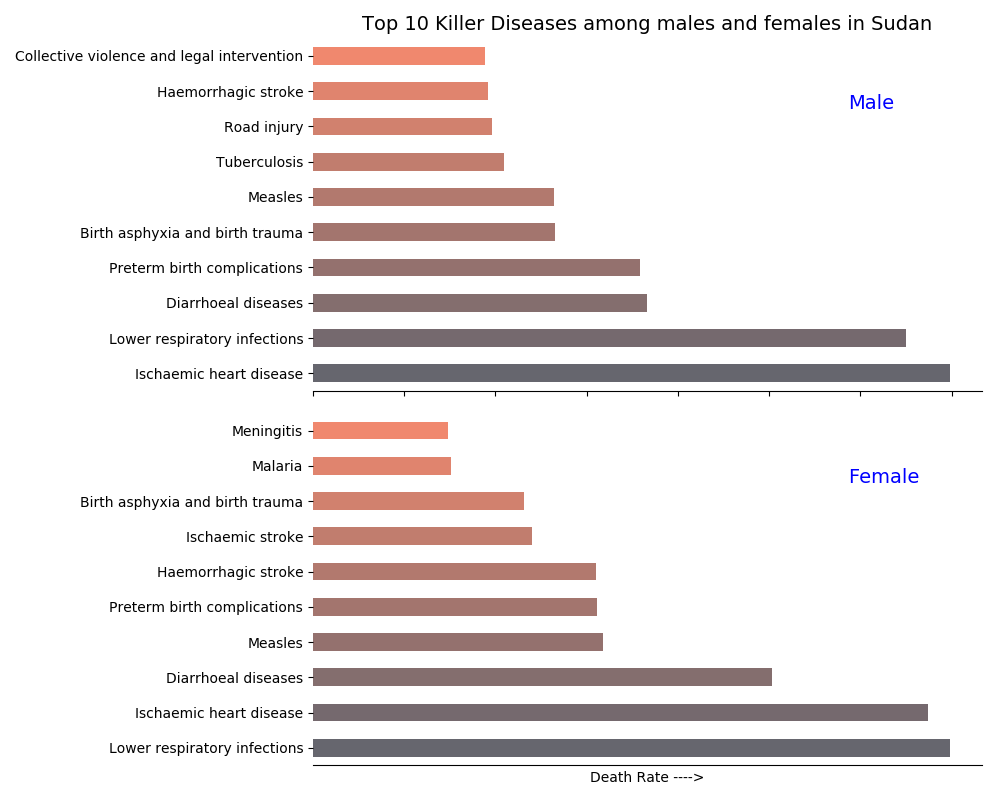 Top 10 Killer Diseases among males and females in Sudan
Collective violence and legal intervention
Haemorrhagic stroke
Male
Road injury
Tuberculosis
Measles
Birth asphyxia and birth trauma
Preterm birth complications
Diarrhoeal diseases
Lower respiratory infections
Ischaemic heart disease
Meningitis
Malaria
Female
Birth asphyxia and birth trauma
Ischaemic stroke
Haemorrhagic stroke
Preterm birth complications
Measles
Diarrhoeal diseases
Ischaemic heart disease
Lower respiratory infections
Death Rate ---->